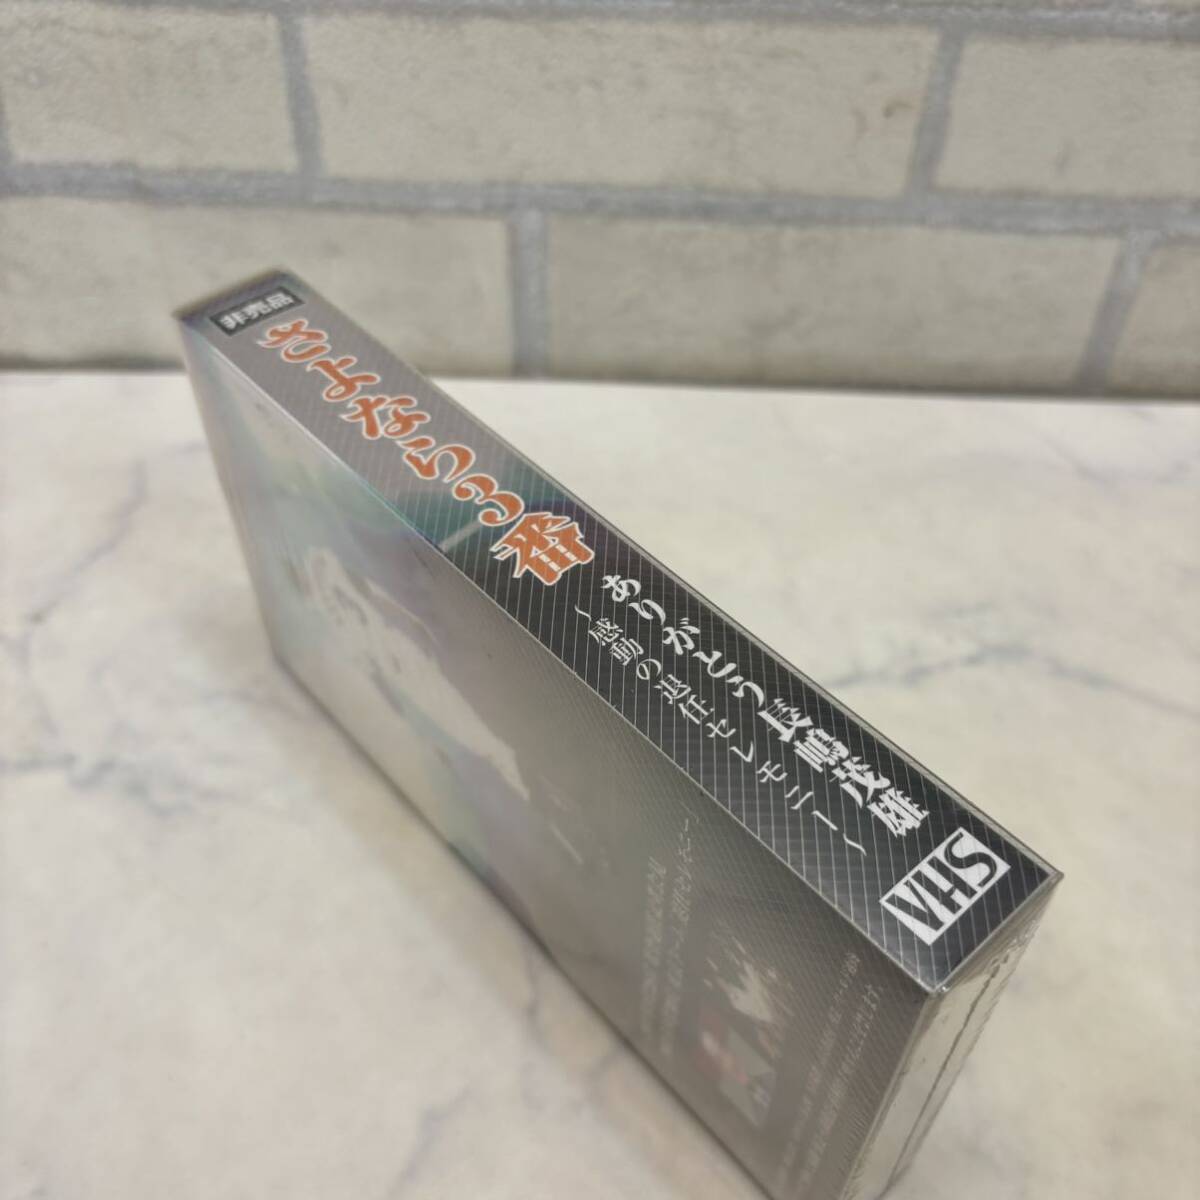 非売品
さよなら3番
ありがとう長嶋茂雄
~感動の退任セレモニー~
VHS